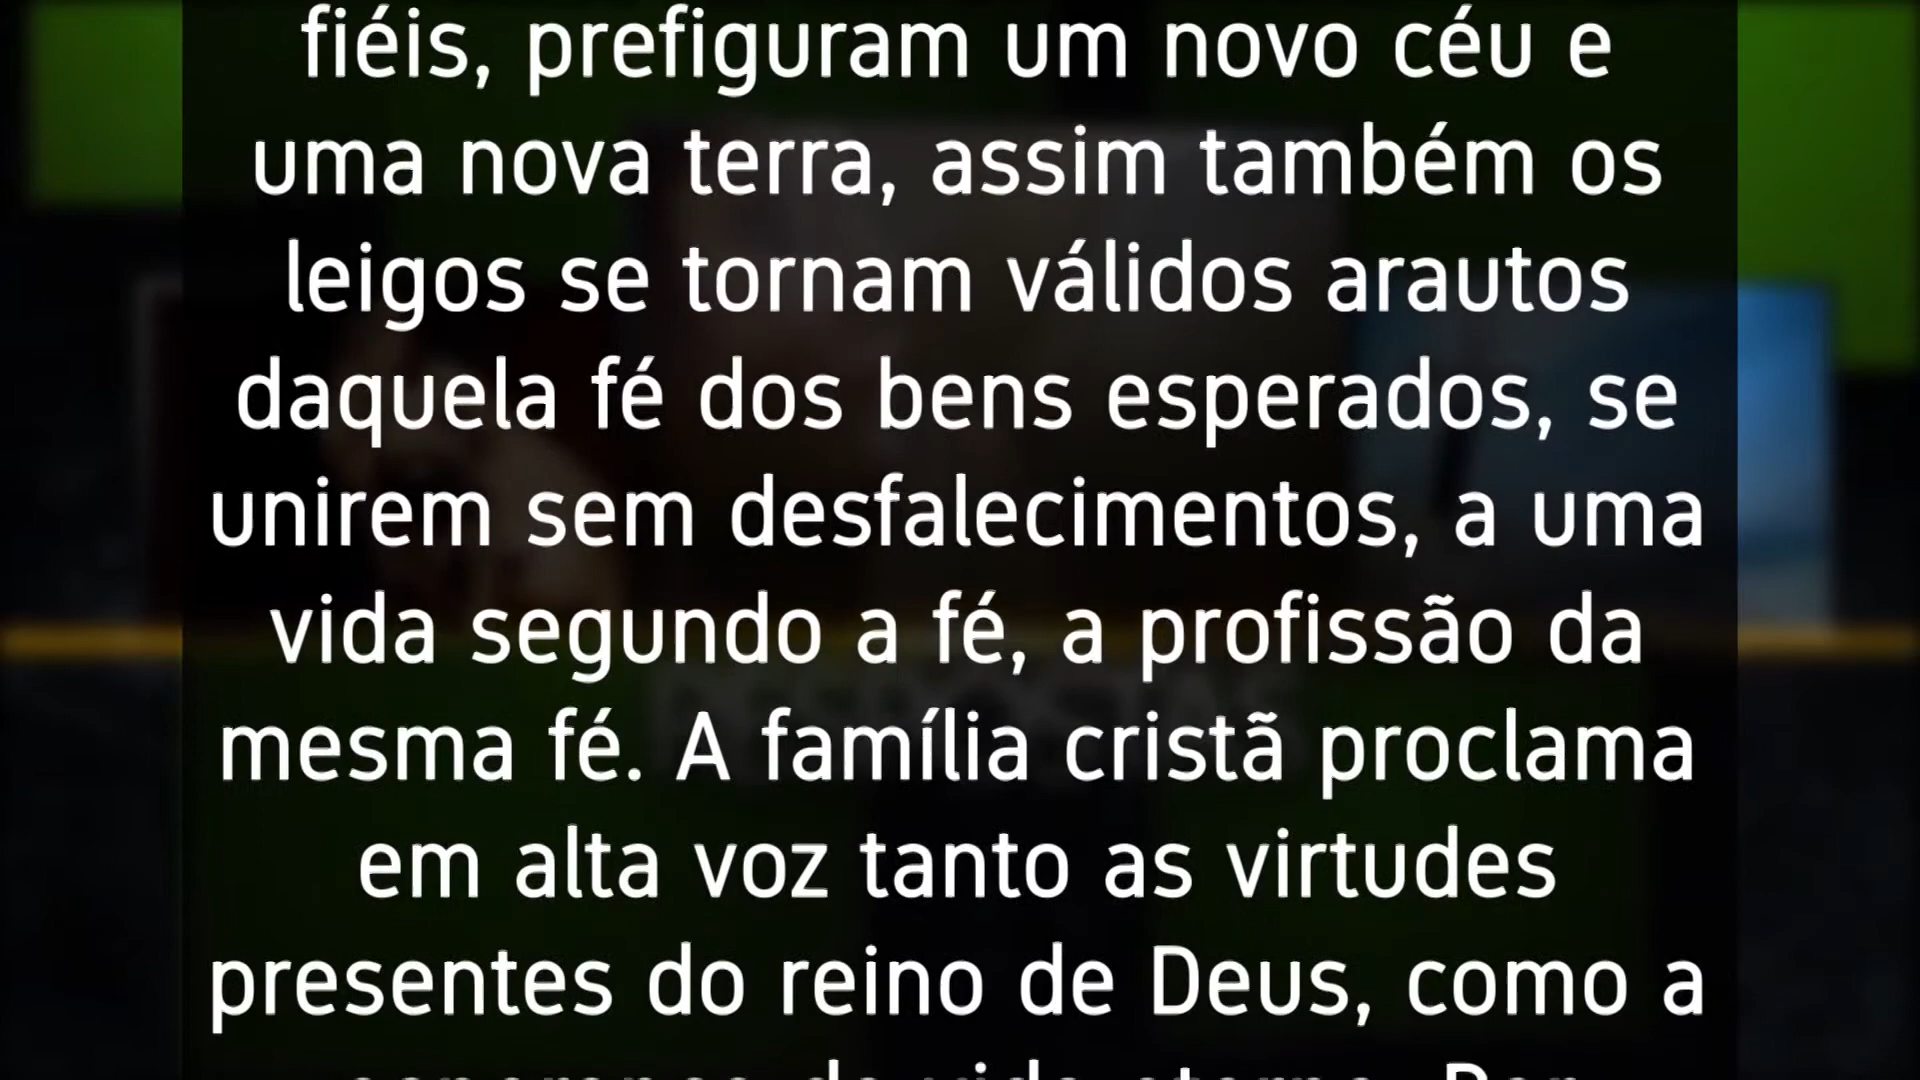 fiéis, prefiguram um novo céu e
uma nova terra, assim também os
leigos se tornam válidos arautos
daquela fé dos bens esperados, se
unirem sem desfalecimentos, a uma
vida segundo a fé, a profissão da
mesma fé. A família cristã proclama
em alta voz tanto as virtudes
presentes do reino de Deus, como a